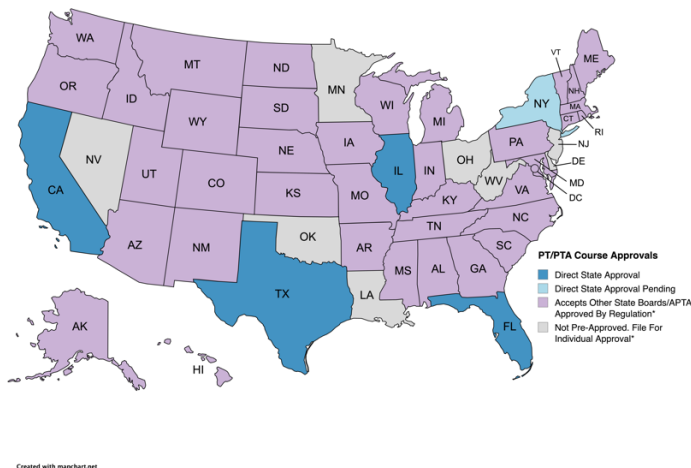 WA
MT
ND
MN
VT
ME
OR
ID
SD
WI
MI
NY
NH
MA
CT
RI
WY
NE
IA
PA
NJ
NV
UT
CO
IL
IN
OH
DE
MD
DC
CA
KS
MO
WV
VA
KY
AZ
NM
OK
AR
TN
NC
SC
TX
LA
MS
AL
GA
FL
AK
HI
PT/PTA Course Approvals
Direct State Approval
Direct State Approval Pending
Accepts Other State Boards/APTA
Approved By Regulation*
Not Pre-Approved. File For
Individual Approval*
Created with mapchart.net